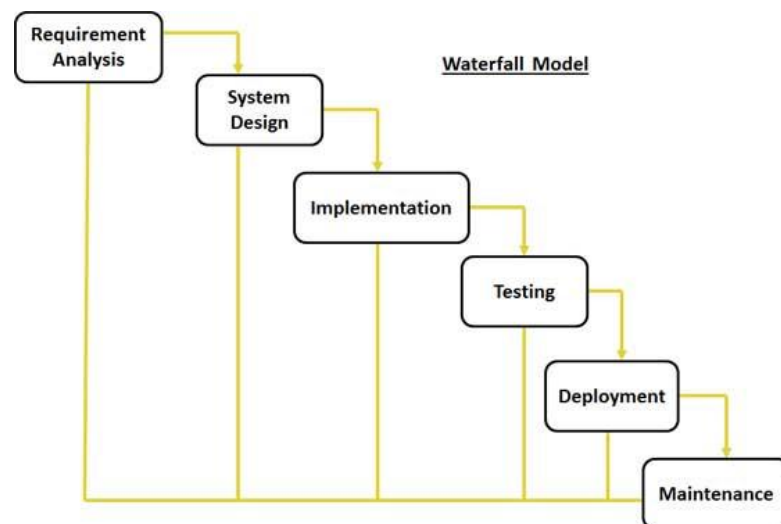 Requirement
Analysis
Waterfall Model
System
Design
Implementation
Testing
Deployment
Maintenance